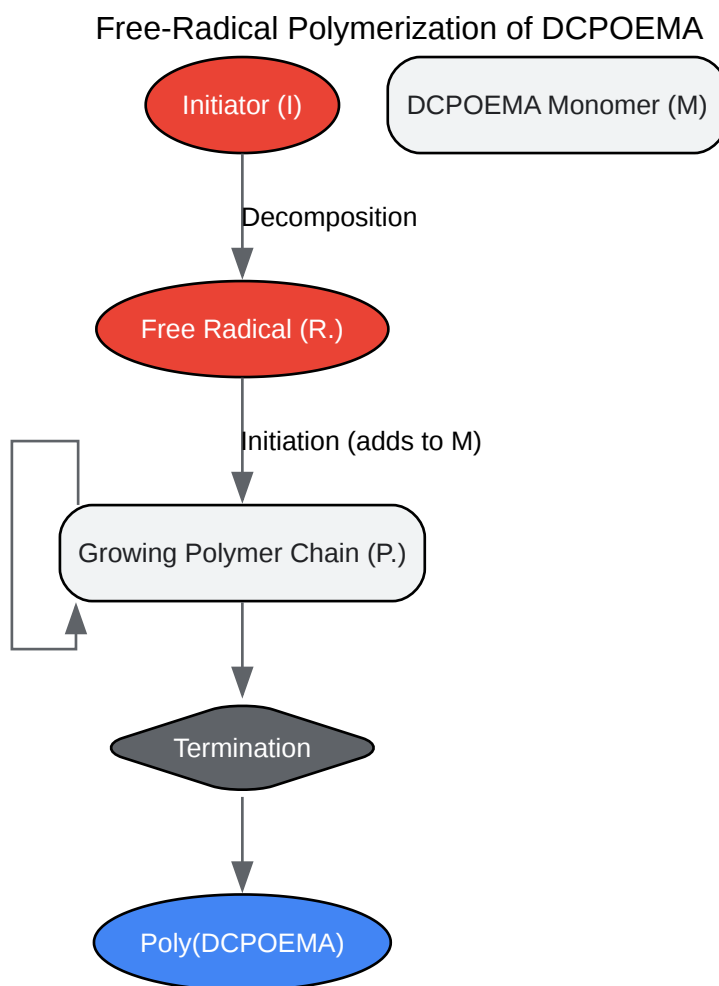 Free-Radical Polymerization of DCPOEMA
Initiator (I)
DCPOEMA Monomer (M)
Decomposition
Free Radical (R.)
Initiation (adds to M)
Growing Polymer Chain (P.)
Termination
Poly(DCPOEMA)